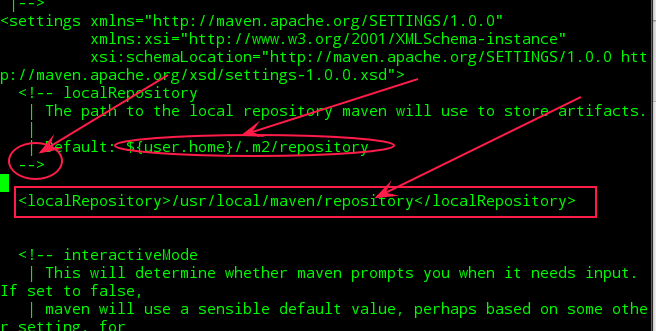 |-->
<settings xmlns="http://maven.apache.org/SETTINGS/1.0.0"
xmlns:xsi="http://www.w3.org/2001/XMLSchema-instance"
xsi:schemaLocation="http://maven.apache.org/SETTINGS/1.0.0 htt
p://maven.apache.org/xsd/settings-1.0.0.xsd">
<!-- localRepository
| The path to the local repository maven will use to store artifacts.
|
| Default: ${user.home}/.m2/repository
-->
<localRepository>/usr/local/maven/repository</localRepository>
<!-- interactiveMode
| This will determine whether maven prompts you when it needs input.
If set to false,
| maven will use a sensible default value, perhaps based on some othe
r setting, for